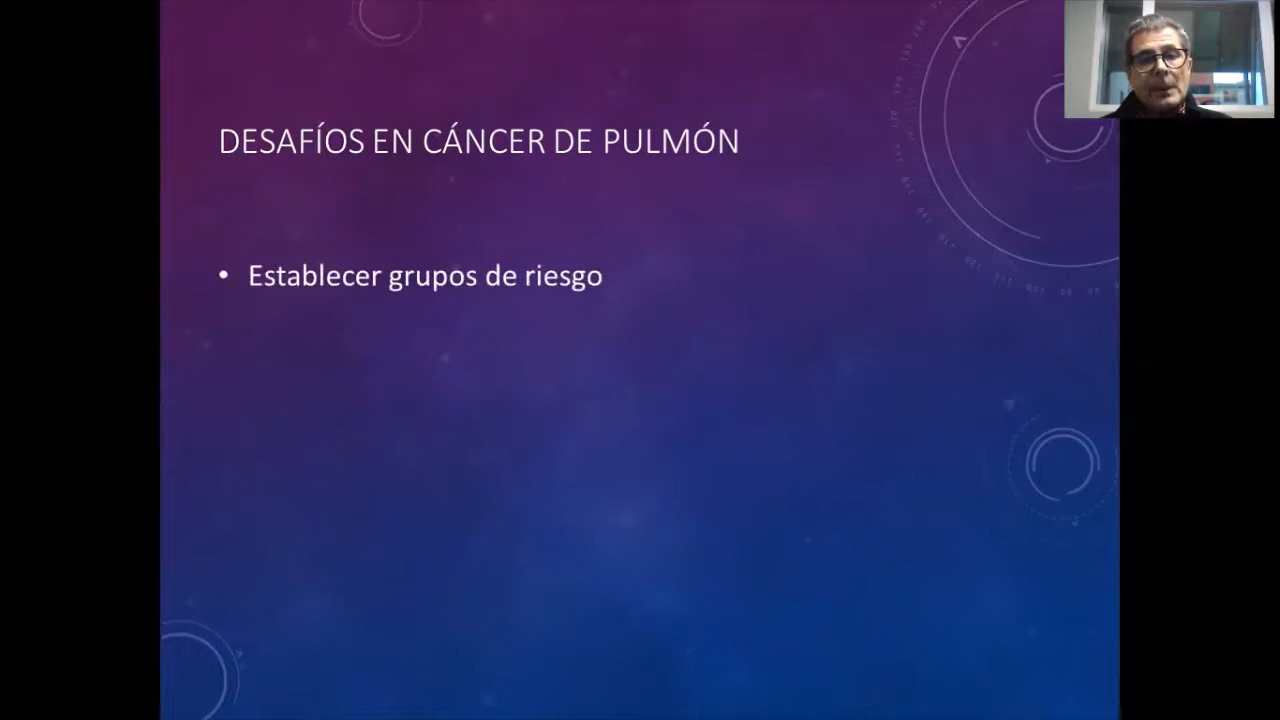 DESAFÍOS EN CÁNCER DE PULMÓN
• Establecer grupos de riesgo